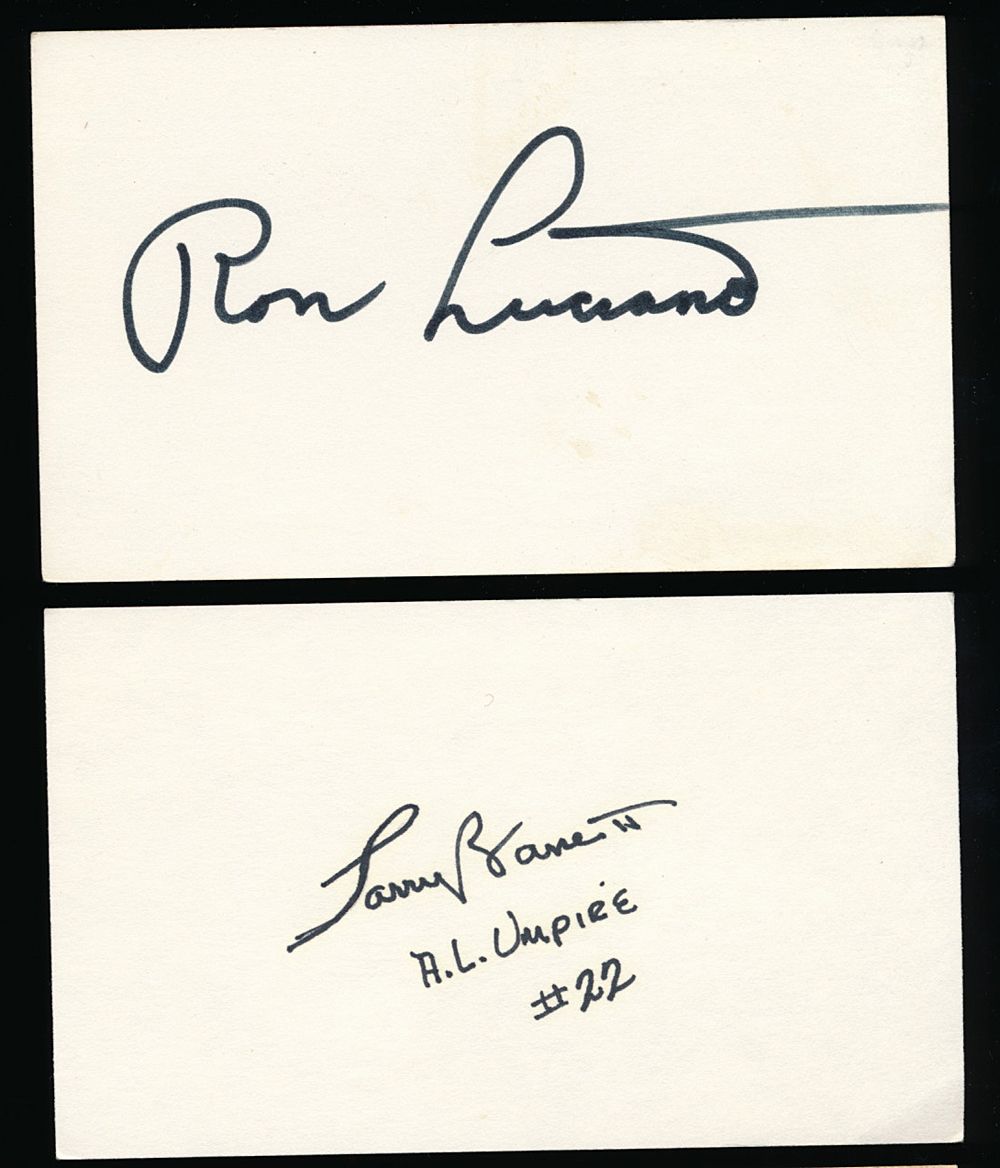 Ron Luciano
Larry Barnett
A.L. Umpire
#22